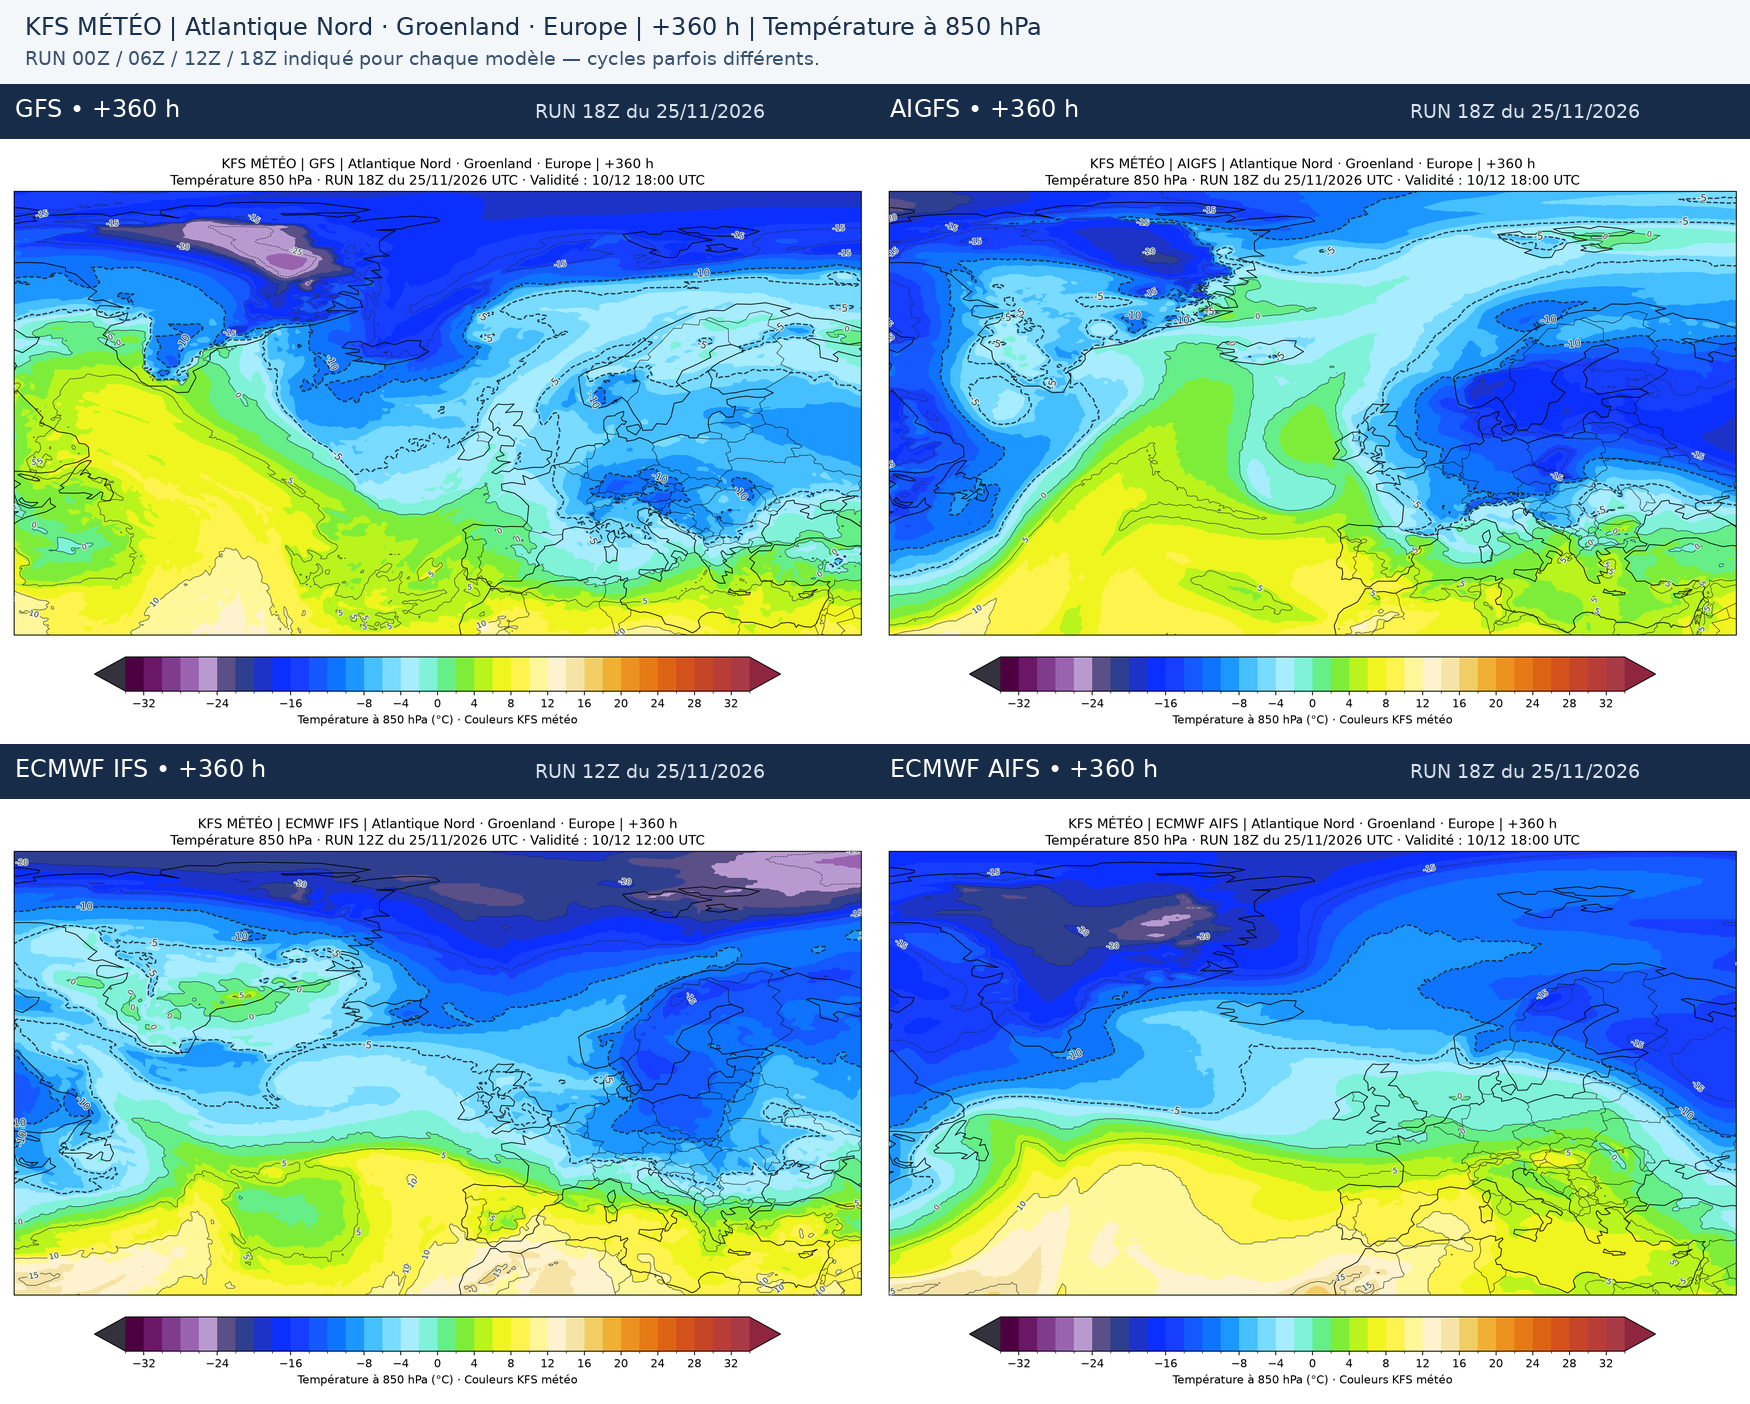 KFS MÉTÉO | Atlantique Nord · Groenland · Europe | +360 h | Température à 850 hPa
RUN 00Z / 06Z / 12Z / 18Z indiqué pour chaque modèle — cycles parfois différents.
GFS • +360 h RUN 18Z du 25/11/2026
KFS MÉTÉO | GFS | Atlantique Nord · Groenland · Europe | +360 h
Température 850 hPa · RUN 18Z du 25/11/2026 UTC · Validité : 10/12 18:00 UTC
−32 −24 −16 −8 −4 0 4 8 12 16 20 24 28 32
Température à 850 hPa (°C) · Couleurs KFS météo
AIGFS • +360 h RUN 18Z du 25/11/2026
KFS MÉTÉO | AIGFS | Atlantique Nord · Groenland · Europe | +360 h
Température 850 hPa · RUN 18Z du 25/11/2026 UTC · Validité : 10/12 18:00 UTC
−32 −24 −16 −8 −4 0 4 8 12 16 20 24 28 32
Température à 850 hPa (°C) · Couleurs KFS météo
ECMWF IFS • +360 h RUN 12Z du 25/11/2026
KFS MÉTÉO | ECMWF IFS | Atlantique Nord · Groenland · Europe | +360 h
Température 850 hPa · RUN 12Z du 25/11/2026 UTC · Validité : 10/12 12:00 UTC
−32 −24 −16 −8 −4 0 4 8 12 16 20 24 28 32
Température à 850 hPa (°C) · Couleurs KFS météo
ECMWF AIFS • +360 h RUN 18Z du 25/11/2026
KFS MÉTÉO | ECMWF AIFS | Atlantique Nord · Groenland · Europe | +360 h
Température 850 hPa · RUN 18Z du 25/11/2026 UTC · Validité : 10/12 18:00 UTC
−32 −24 −16 −8 −4 0 4 8 12 16 20 24 28 32
Température à 850 hPa (°C) · Couleurs KFS météo